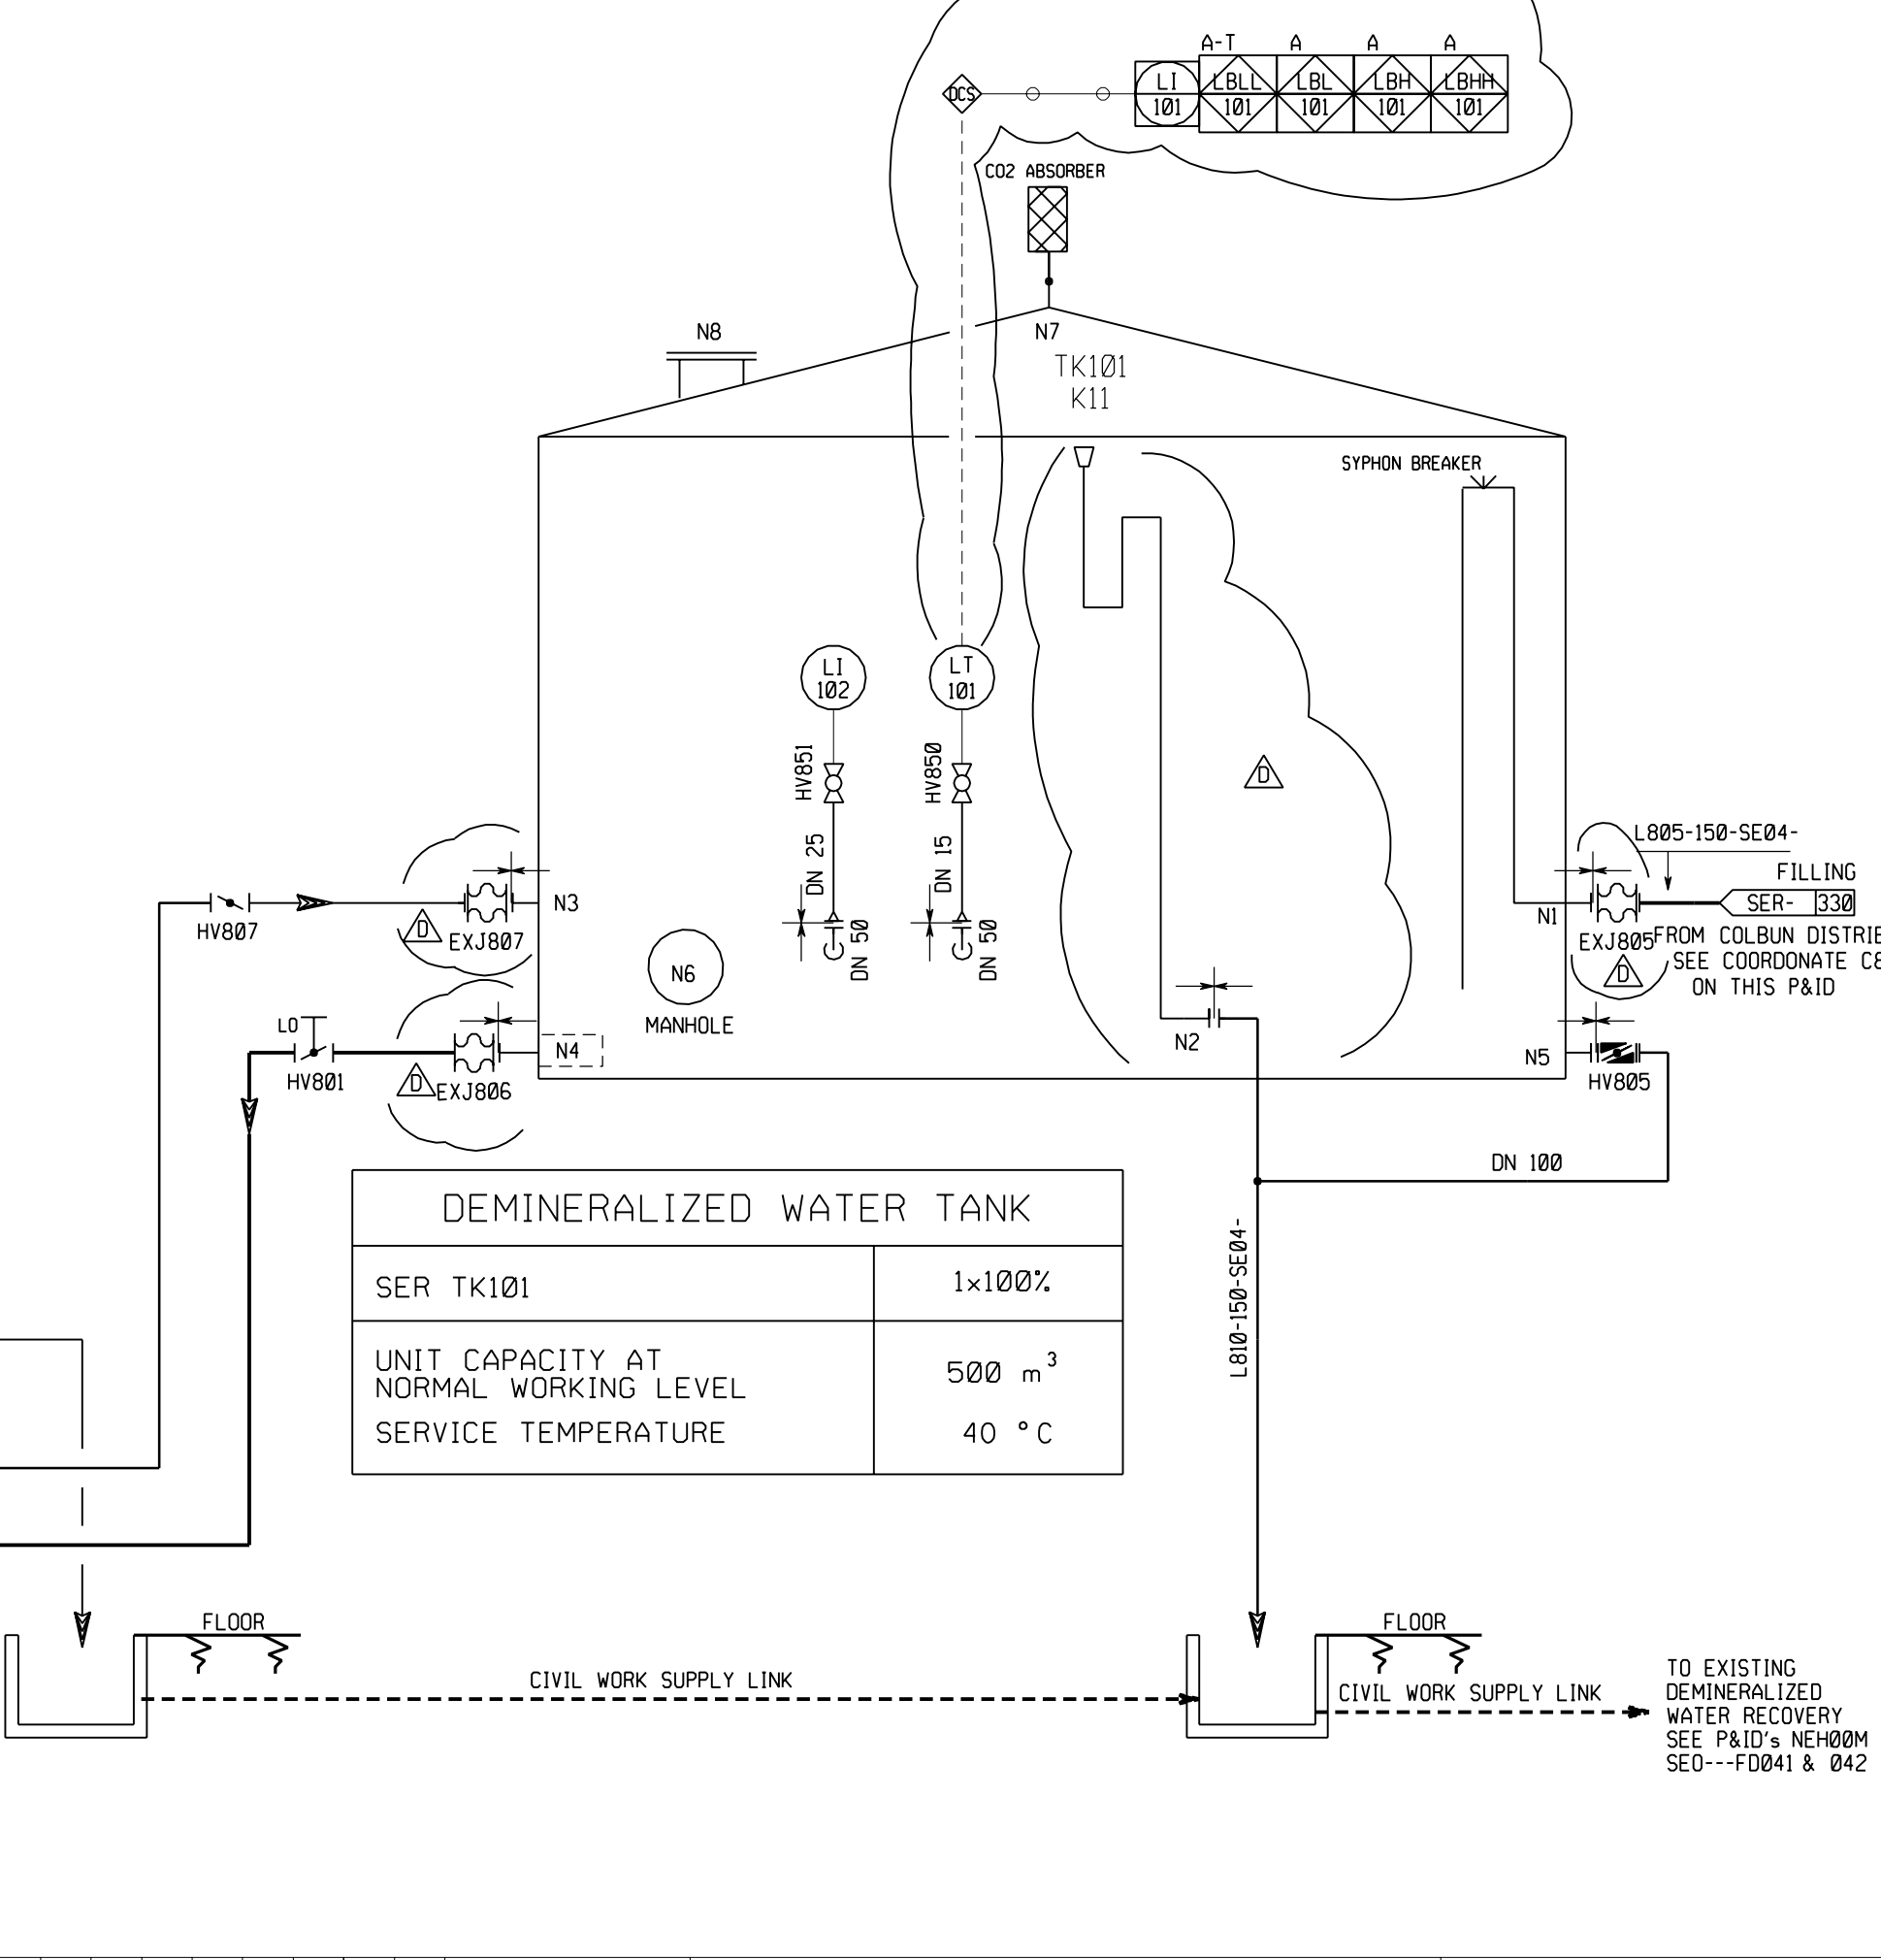 A-T A A A
DCS
LI LBLL LBL LBH LBHH
101 101 101 101 101
CO2 ABSORBER
N8
N7
TK101
K11
SYPHON BREAKER
LI
102
LT
101
HV851
HV850
D
DN 25
DN 15
L805-150-SE04-
FILLING
SER- 330
HV807
D
EXJ807
N3
N1
EXJ805
FROM COLBUN DISTRIB
SEE COORDONATE C8
ON THIS P&ID
D
DN 50
DN 50
N6
MANHOLE
LO
HV801
D
EXJ806
N4
N2
N5
HV805
DN 100
DEMINERALIZED WATER TANK
SER TK101 1x100%
UNIT CAPACITY AT
NORMAL WORKING LEVEL 500 m³
SERVICE TEMPERATURE 40 °C
L810-150-SE04-
FLOOR
FLOOR
CIVIL WORK SUPPLY LINK
CIVIL WORK SUPPLY LINK
TO EXISTING
DEMINERALIZED
WATER RECOVERY
SEE P&ID's NEH00M
SEO---FD041 & 042